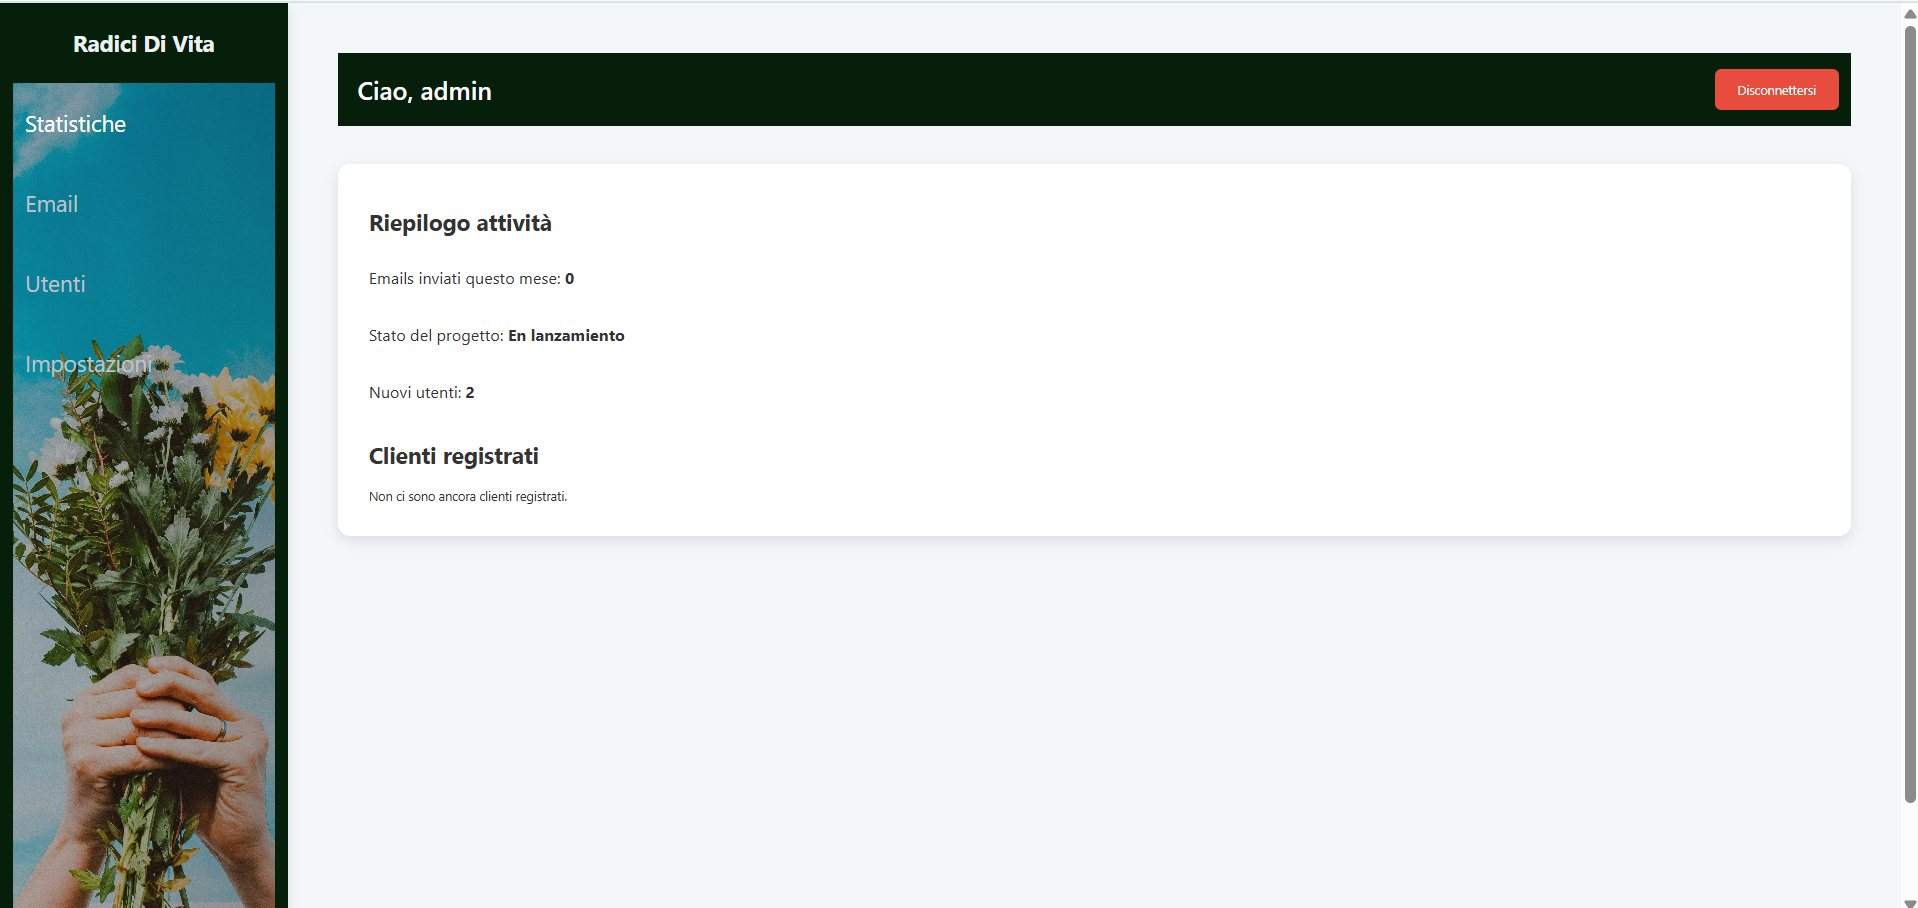 Radici Di Vita
Statistiche
Email
Utenti
Impostazioni
Ciao, admin
Disconnettersi
Riepilogo attività
Emails inviati questo mese: 0
Stato del progetto: En lanzamiento
Nuovi utenti: 2
Clienti registrati
Non ci sono ancora clienti registrati.